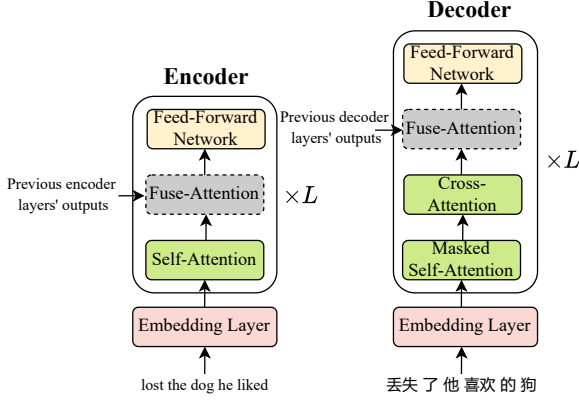 Encoder
Feed-Forward
Network
Previous encoder
layers' outputs
Fuse-Attention
×L
Self-Attention
Embedding Layer
lost the dog he liked
Decoder
Feed-Forward
Network
Previous decoder
layers' outputs
Fuse-Attention
×L
Cross-
Attention
Masked
Self-Attention
Embedding Layer
丢失 了 他 喜欢 的 狗